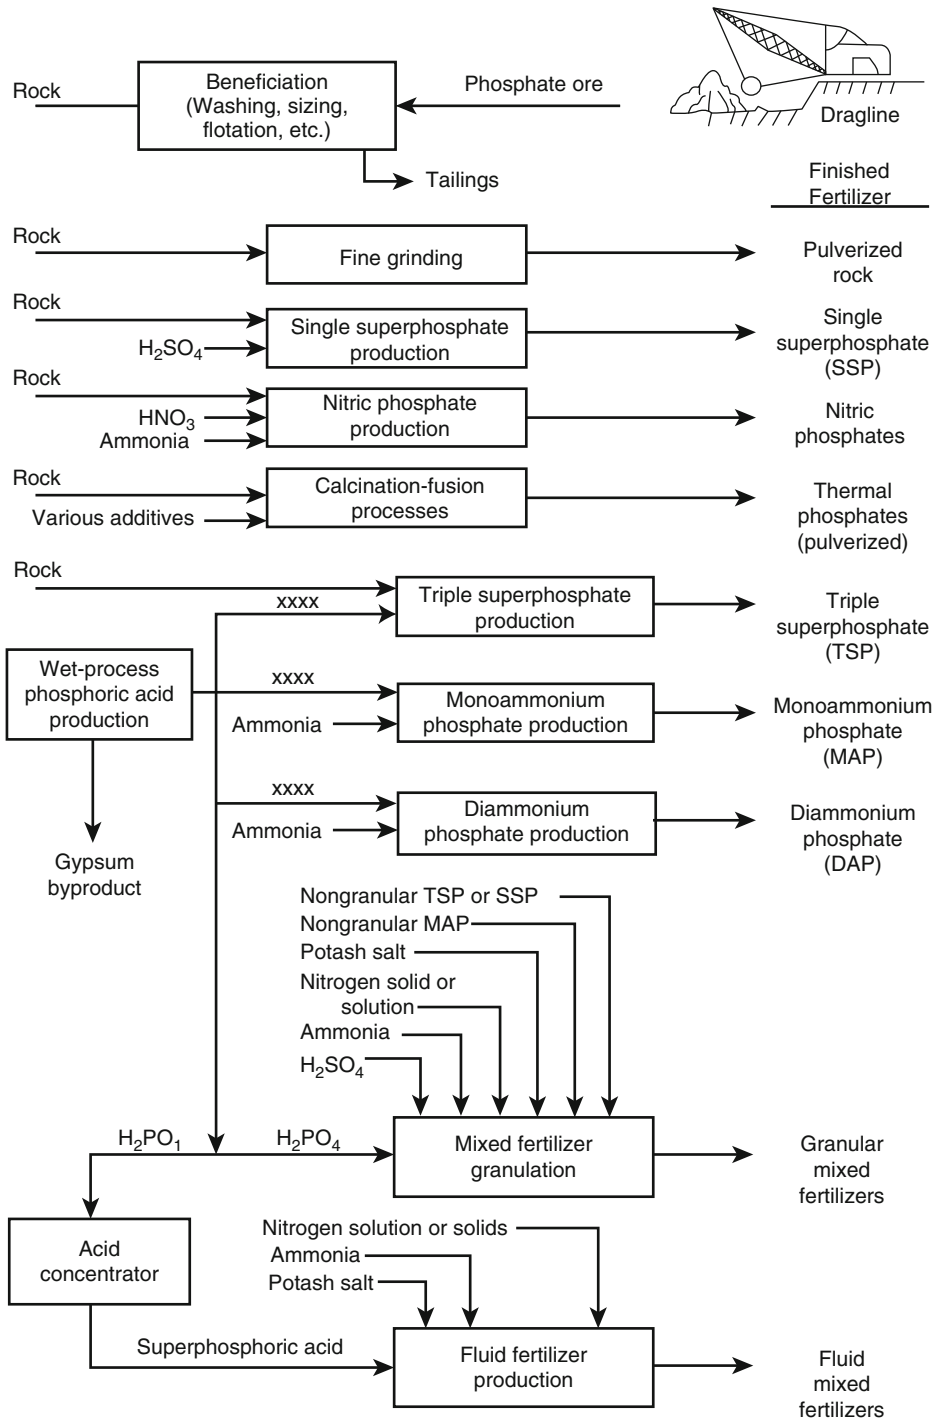 Rock
Beneficiation
(Washing, sizing,
flotation, etc.)
Phosphate ore
Dragline
Tailings
Finished
Fertilizer
Rock
Fine grinding
Pulverized
rock
Rock
H₂SO₄
Single superphosphate
production
Single
superphosphate
(SSP)
Rock
HNO₃
Ammonia
Nitric phosphate
production
Nitric
phosphates
Rock
Various additives
Calcination-fusion
processes
Thermal
phosphates
(pulverized)
Rock
xxxx
Triple superphosphate
production
Triple
superphosphate
(TSP)
Wet-process
phosphoric acid
production
xxxx
Ammonia
Monoammonium
phosphate production
Monoammonium
phosphate
(MAP)
xxxx
Ammonia
Diammonium
phosphate production
Diammonium
phosphate
(DAP)
Gypsum
byproduct
Nongranular TSP or SSP
Nongranular MAP
Potash salt
Nitrogen solid or
solution
Ammonia
H₂SO₄
H₂PO₁
H₂PO₄
Mixed fertilizer
granulation
Granular
mixed
fertilizers
Acid
concentrator
Nitrogen solution or solids
Ammonia
Potash salt
Superphosphoric acid
Fluid fertilizer
production
Fluid
mixed
fertilizers